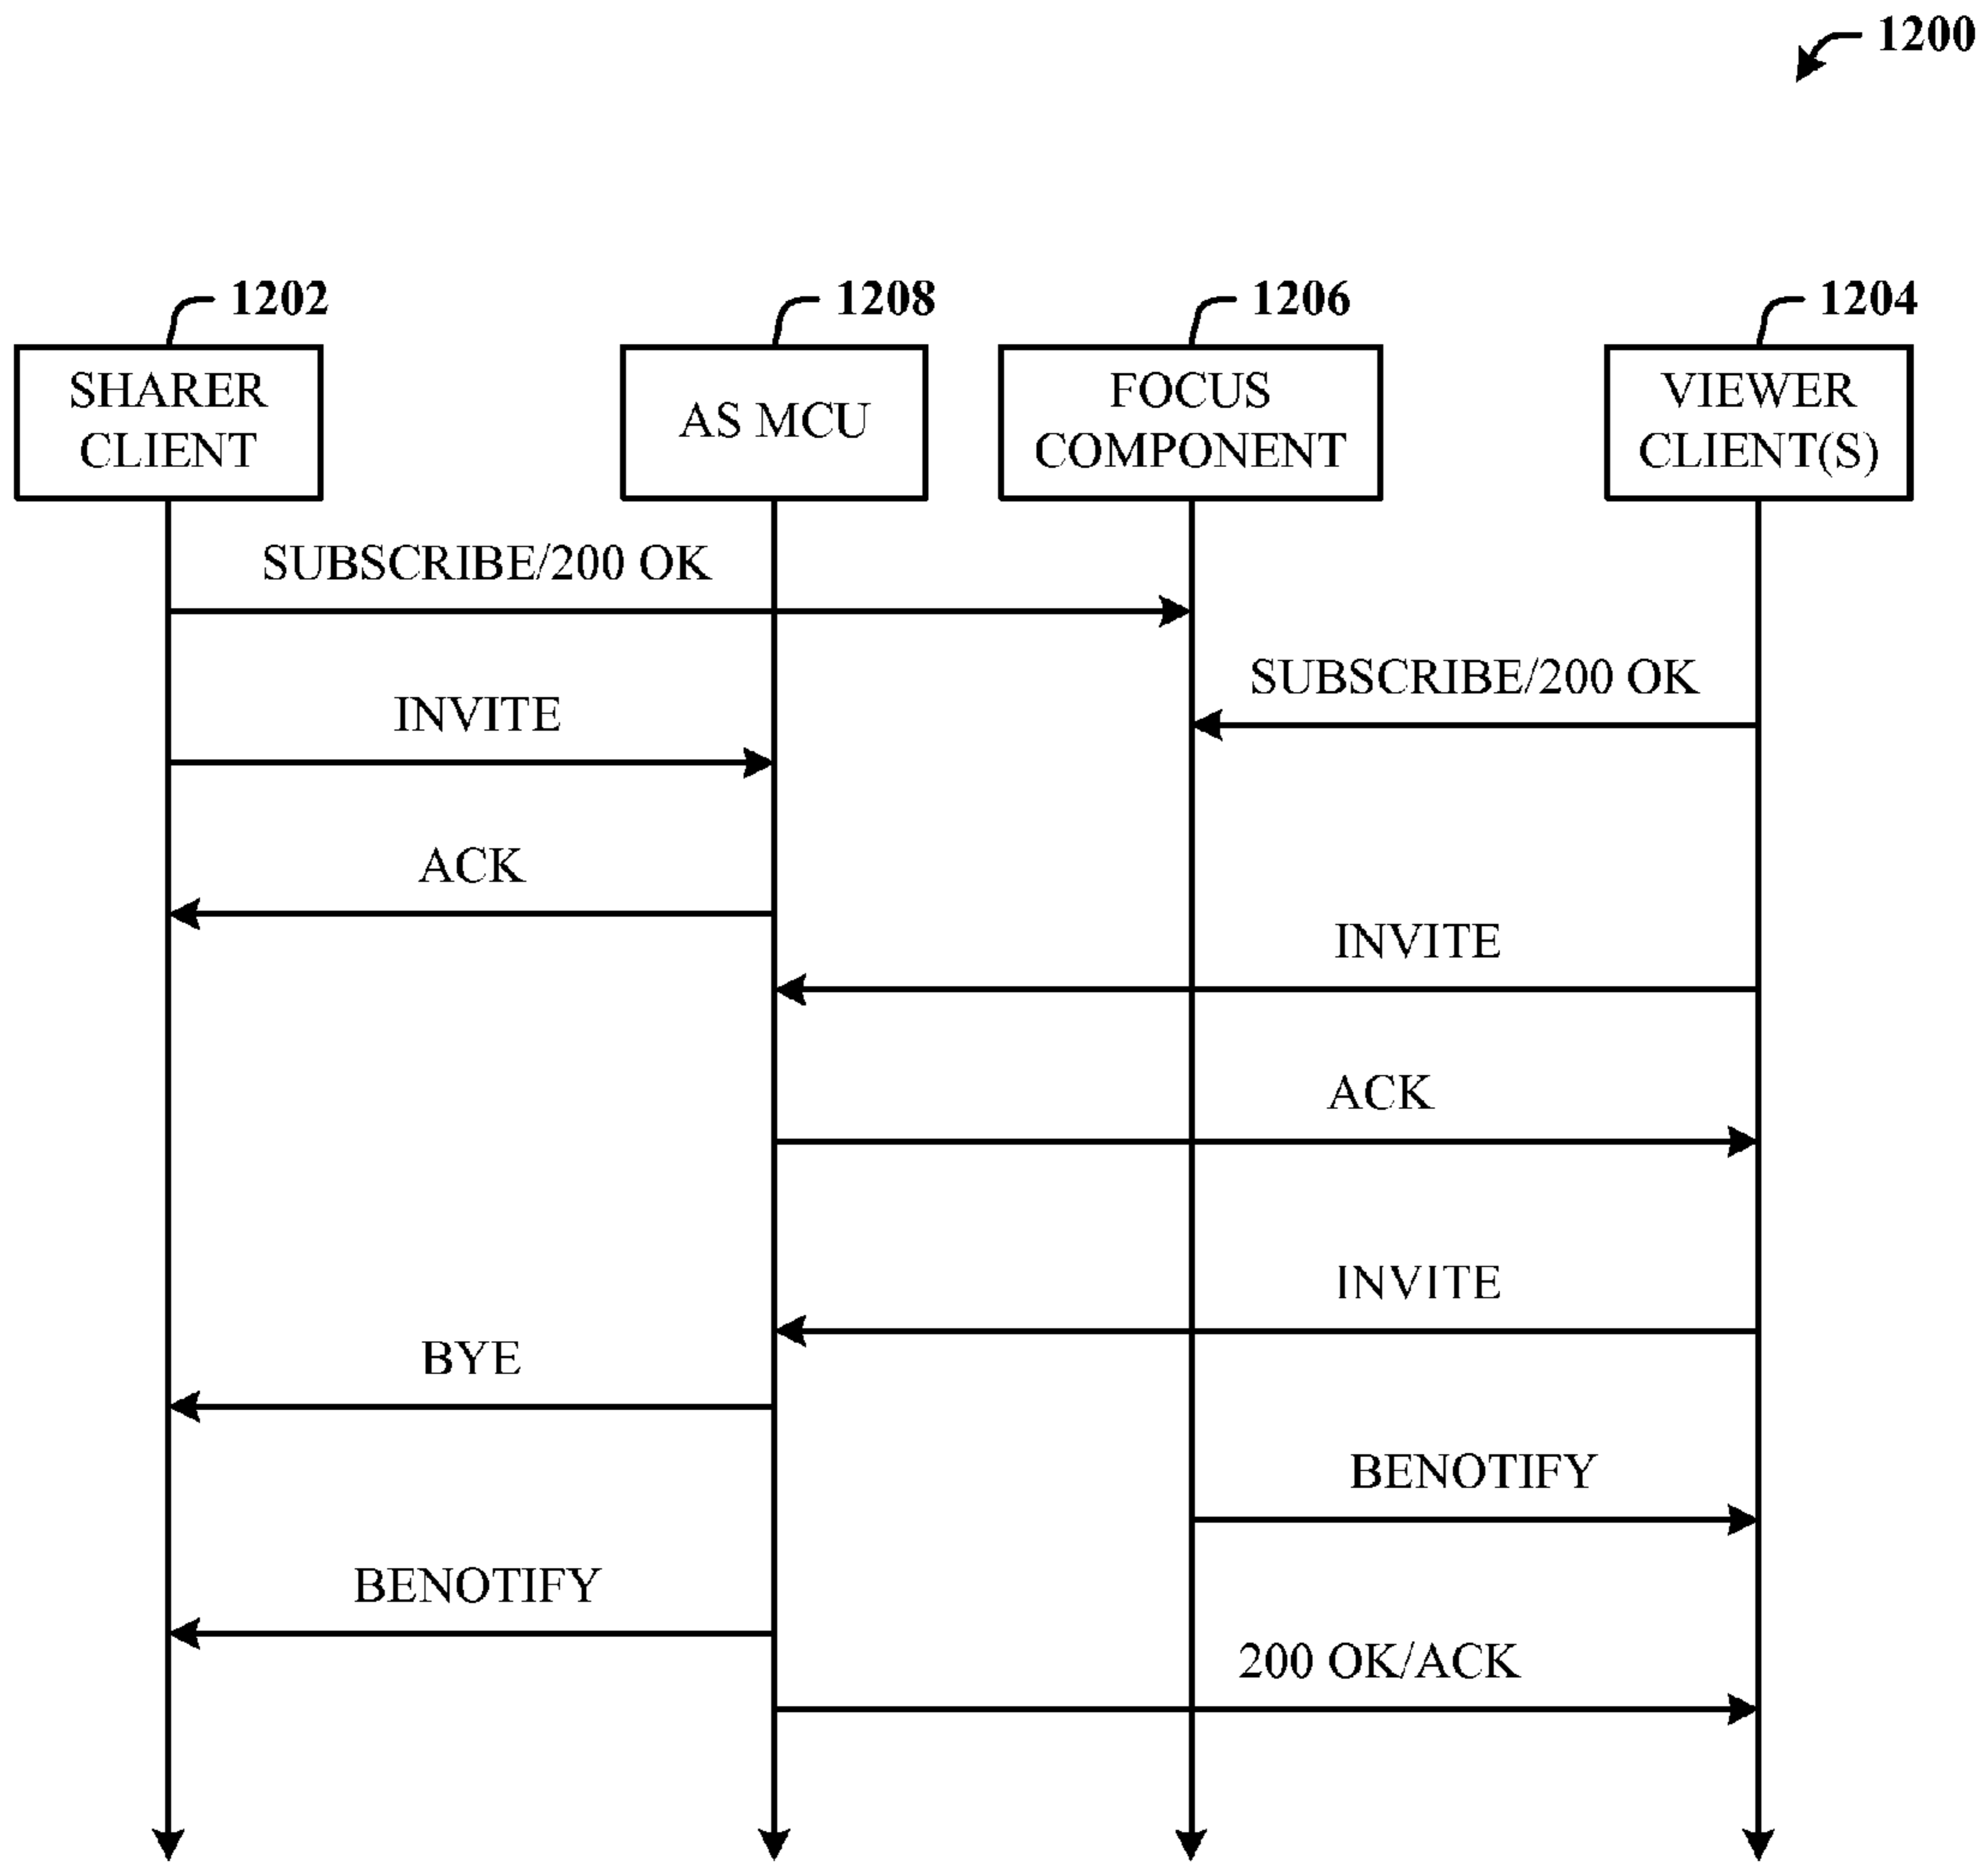 1200
1202
1208
1206
1204
SHARER
CLIENT
AS MCU
FOCUS
COMPONENT
VIEWER
CLIENT(S)
SUBSCRIBE/200 OK
SUBSCRIBE/200 OK
INVITE
ACK
INVITE
ACK
INVITE
BYE
BENOTIFY
BENOTIFY
200 OK/ACK